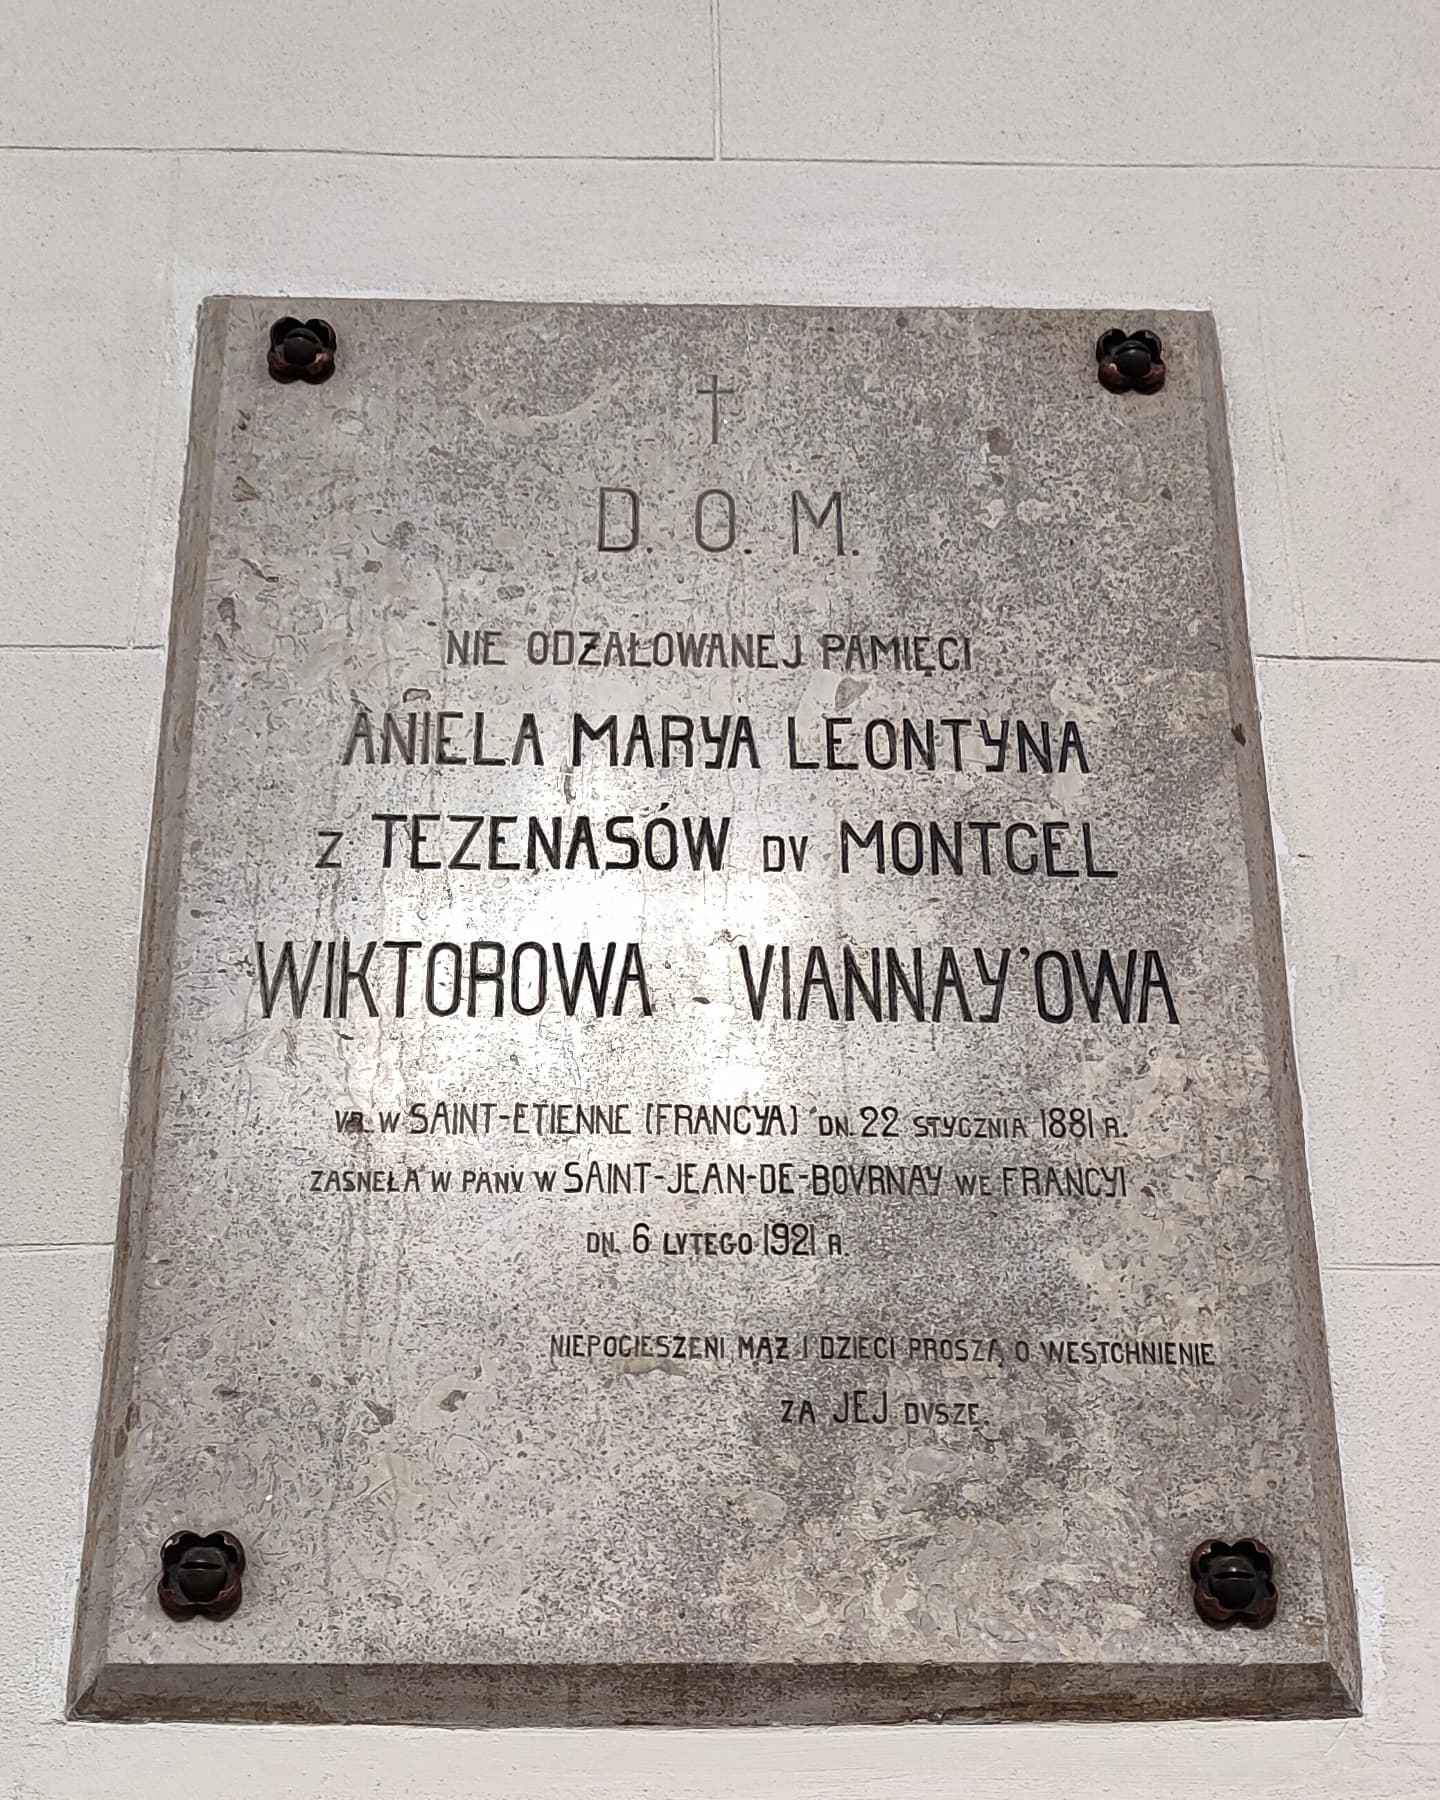 D. O. M.
NIE ODZAŁOWANEJ PAMIĘCI
ANIELA MARYA LEONTYNA
Z TEZENASÓW DV MONTCEL
WIKTOROWA - VIANNAY'OWA
VR. W SAINT-ETIENNE (FRANCYA) DN. 22 STYCZNIA 1881 R.
ZASNEŁA W PANV W SAINT-JEAN-DE-BOVRNAY WE FRANCYI
DN. 6 LVTEGO 1921 R.
NIEPOCIESZENI MĄZ I DZIECI PROSZĄ O WESTCHNIENIE
ZA JEJ DVSZĘ.